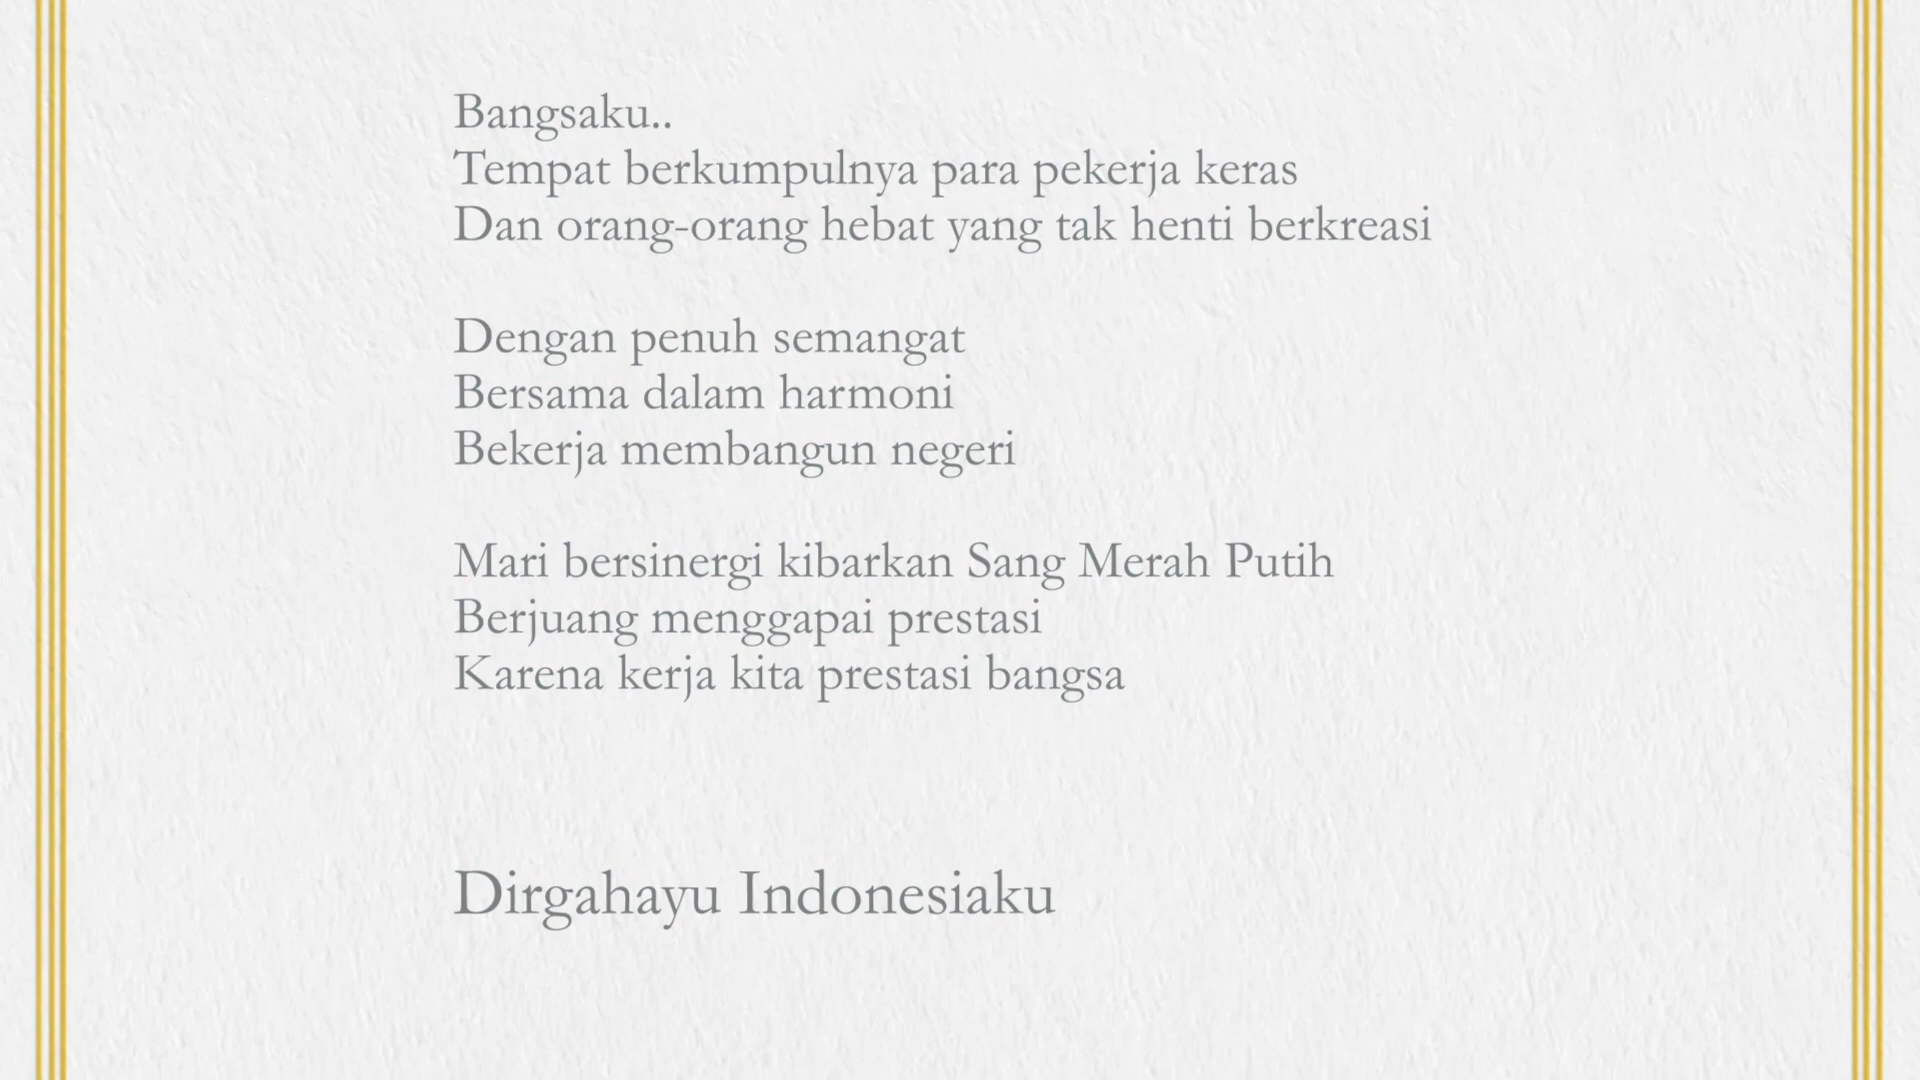 Bangsaku..
Tempat berkumpulnya para pekerja keras
Dan orang-orang hebat yang tak henti berkreasi
Dengan penuh semangat
Bersama dalam harmoni
Bekerja membangun negeri
Mari bersinergi kibarkan Sang Merah Putih
Berjuang menggapai prestasi
Karena kerja kita prestasi bangsa
Dirgahayu Indonesiaku